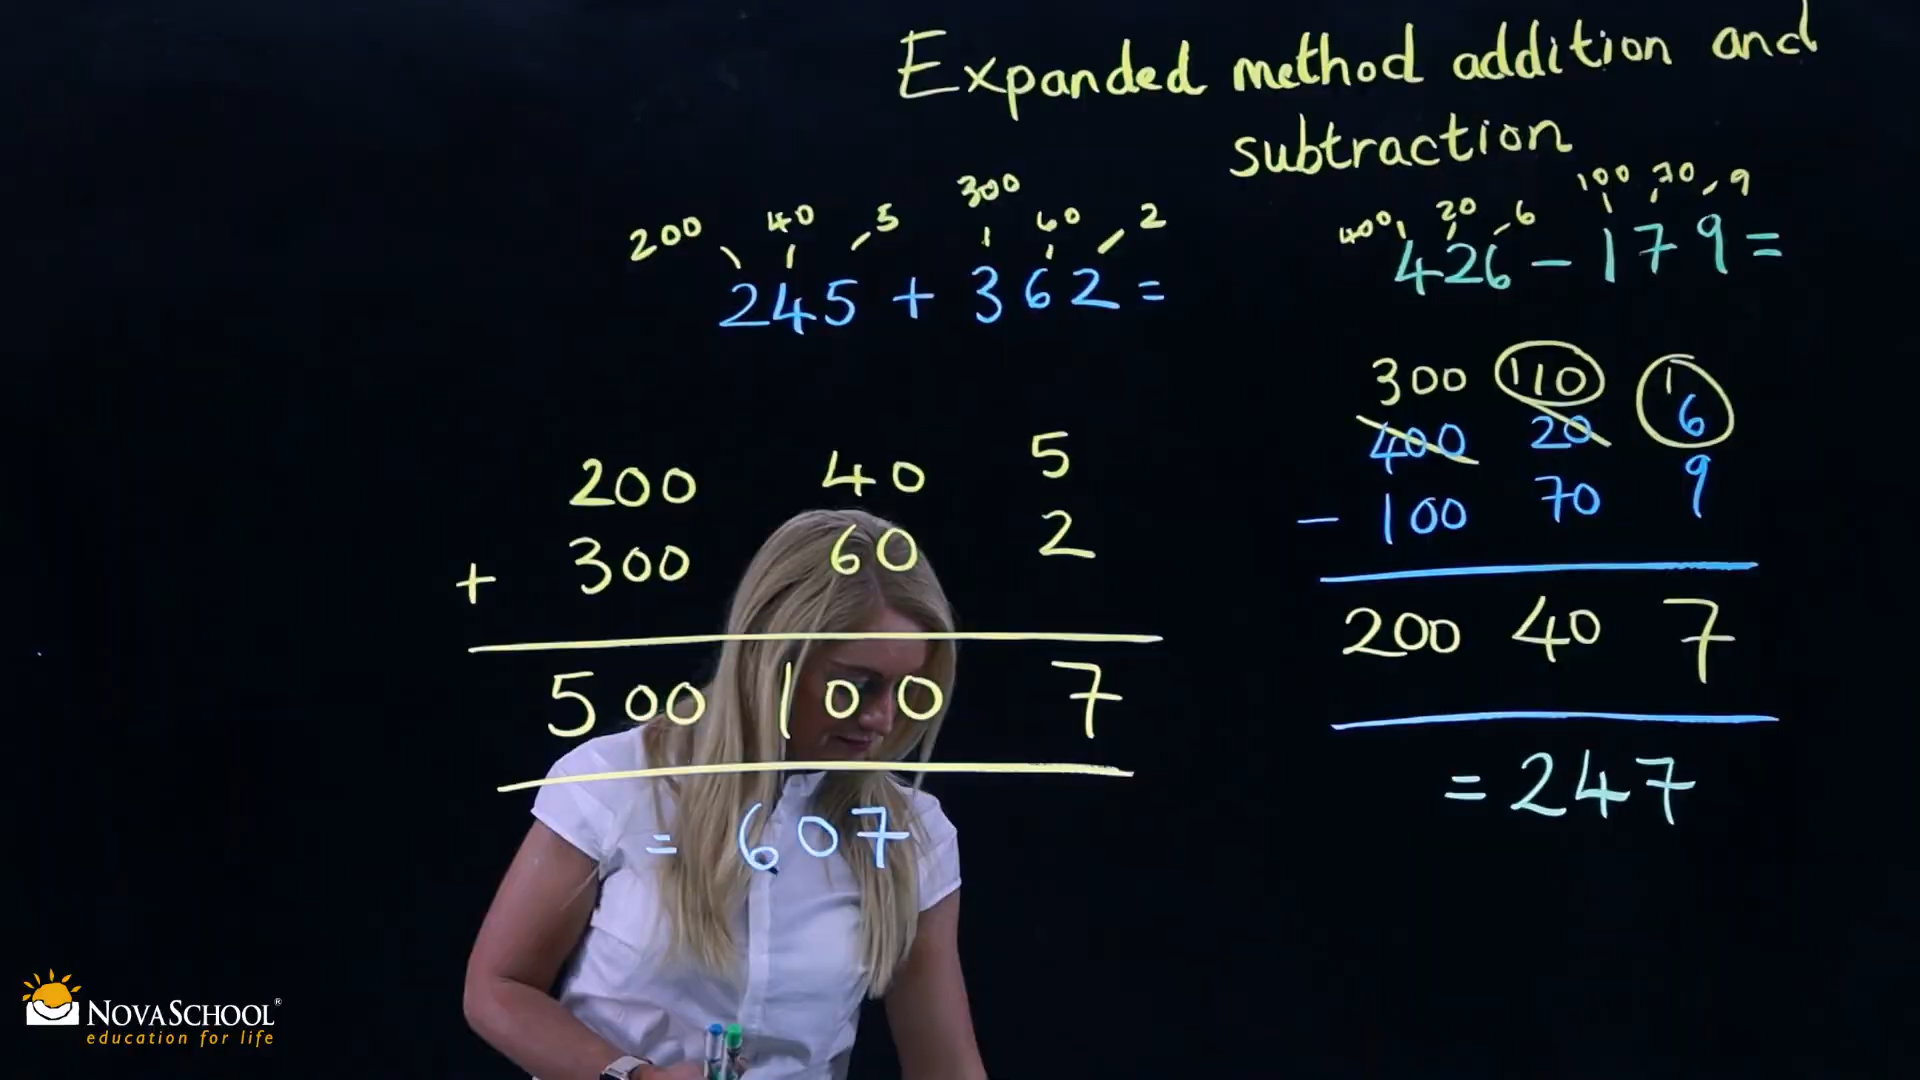 Expanded method addition and
subtraction
200 40 5 300 60 2
245 + 362 =
200 40 5
+ 300 60 2
500 100 7
= 607
400 20 6 100 70 9
426 - 179 =
300 110 1
400 20 6
- 100 70 9
200 40 7
= 247
NOVASCHOOL®
education for life